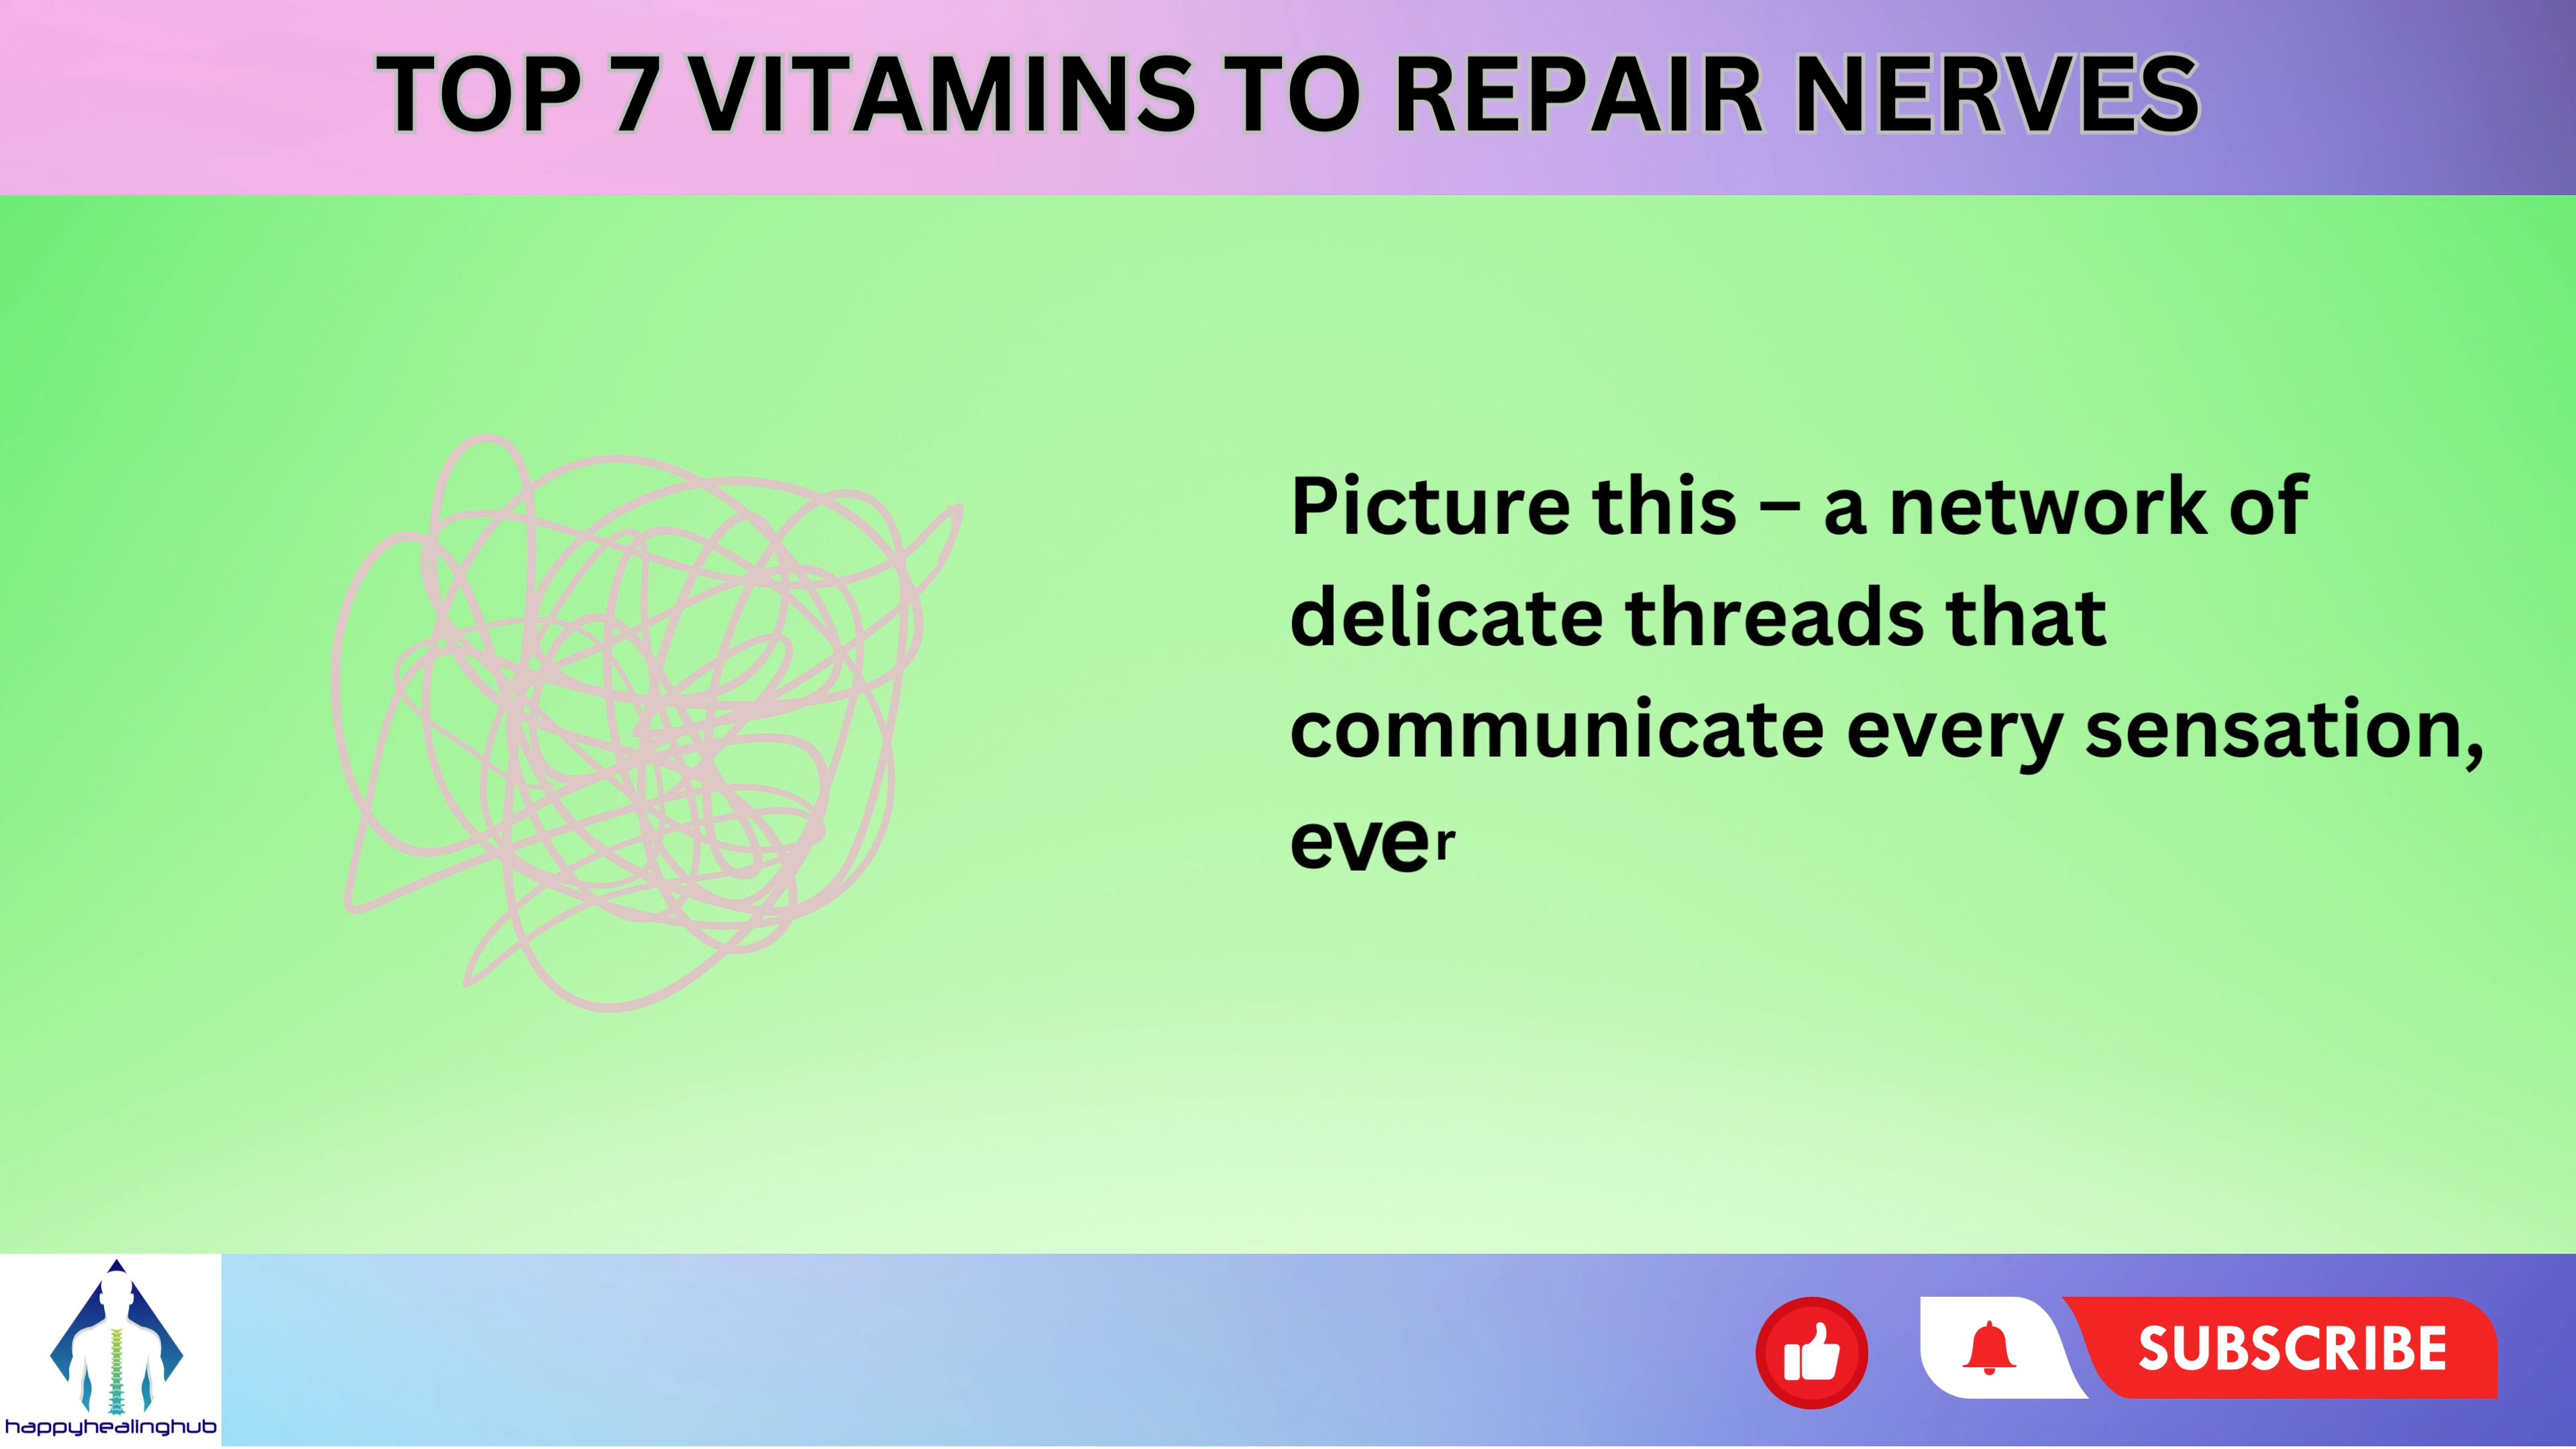 TOP 7 VITAMINS TO REPAIR NERVES
Picture this – a network of
delicate threads that
communicate every sensation,
ever
happyhealinghub
SUBSCRIBE